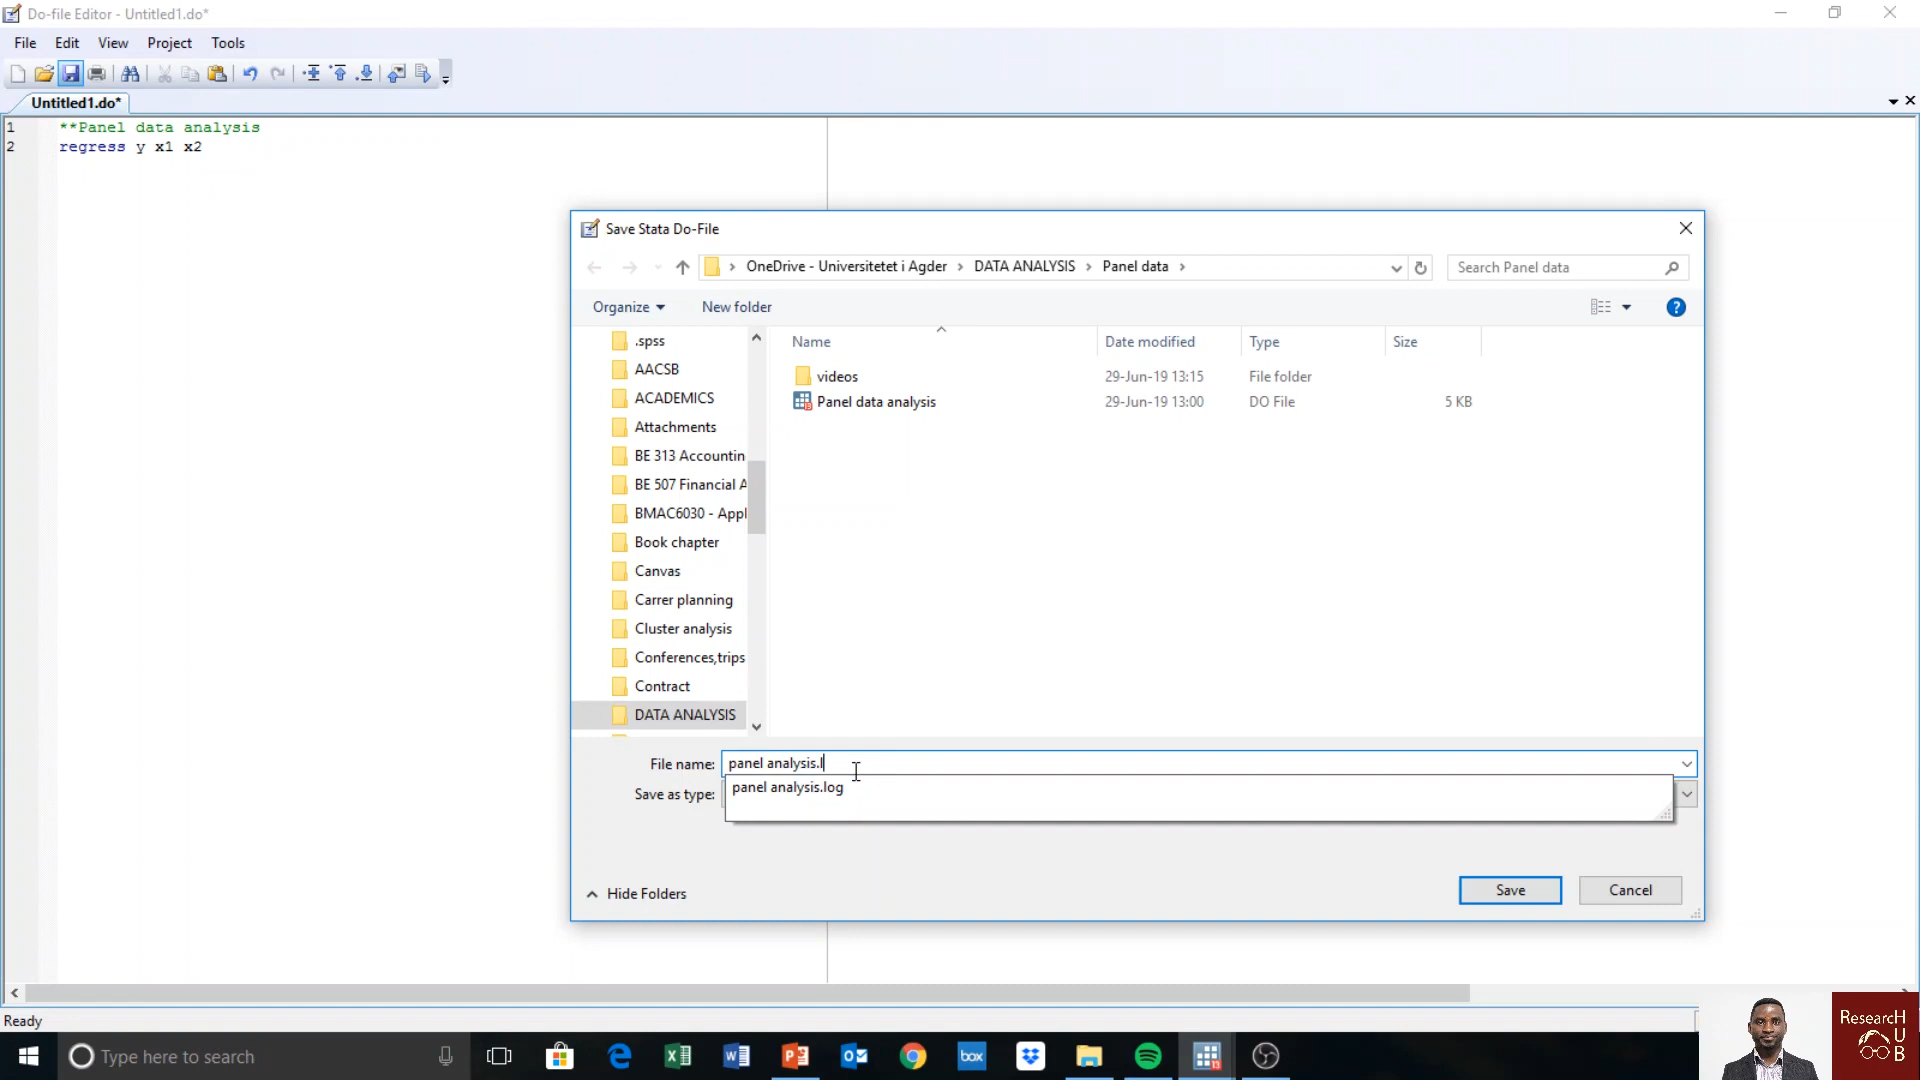 Do-file Editor - Untitled1.do*
File Edit View Project Tools
Untitled1.do*
1 **Panel data analysis
2 regress y x1 x2
Save Stata Do-File
OneDrive - Universitetet i Agder > DATA ANALYSIS > Panel data >
Search Panel data
Organize New folder
Name Date modified Type Size
videos 29-Jun-19 13:15 File folder
Panel data analysis 29-Jun-19 13:00 DO File 5 KB
.spss
AACSB
ACADEMICS
Attachments
BE 313 Accountin
BE 507 Financial A
BMAC6030 - Appl
Book chapter
Canvas
Carrer planning
Cluster analysis
Conferences,trips
Contract
DATA ANALYSIS
File name: panel analysis.l
panel analysis.log
Save as type:
Hide Folders
Save Cancel
Ready
Type here to search
box
ResearcH
U
B